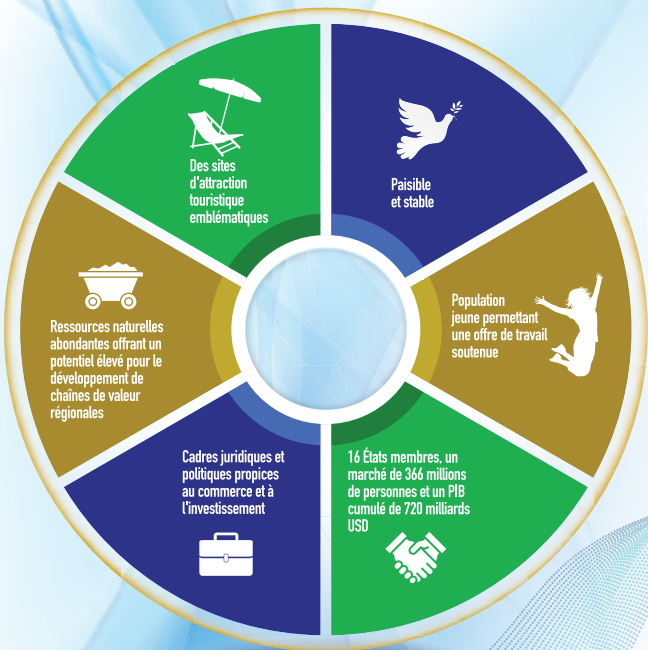 Des sites
d'attraction
touristique
emblématiques
Paisible
et stable
Population
jeune permettant
une offre de travail
soutenue
16 États membres, un
marché de 366 millions
de personnes et un PIB
cumulé de 720 milliards
USD
Cadres juridiques et
politiques propices
au commerce et à
l'investissement
Ressources naturelles
abondantes offrant un
potentiel élevé pour le
développement de
chaînes de valeur
régionales